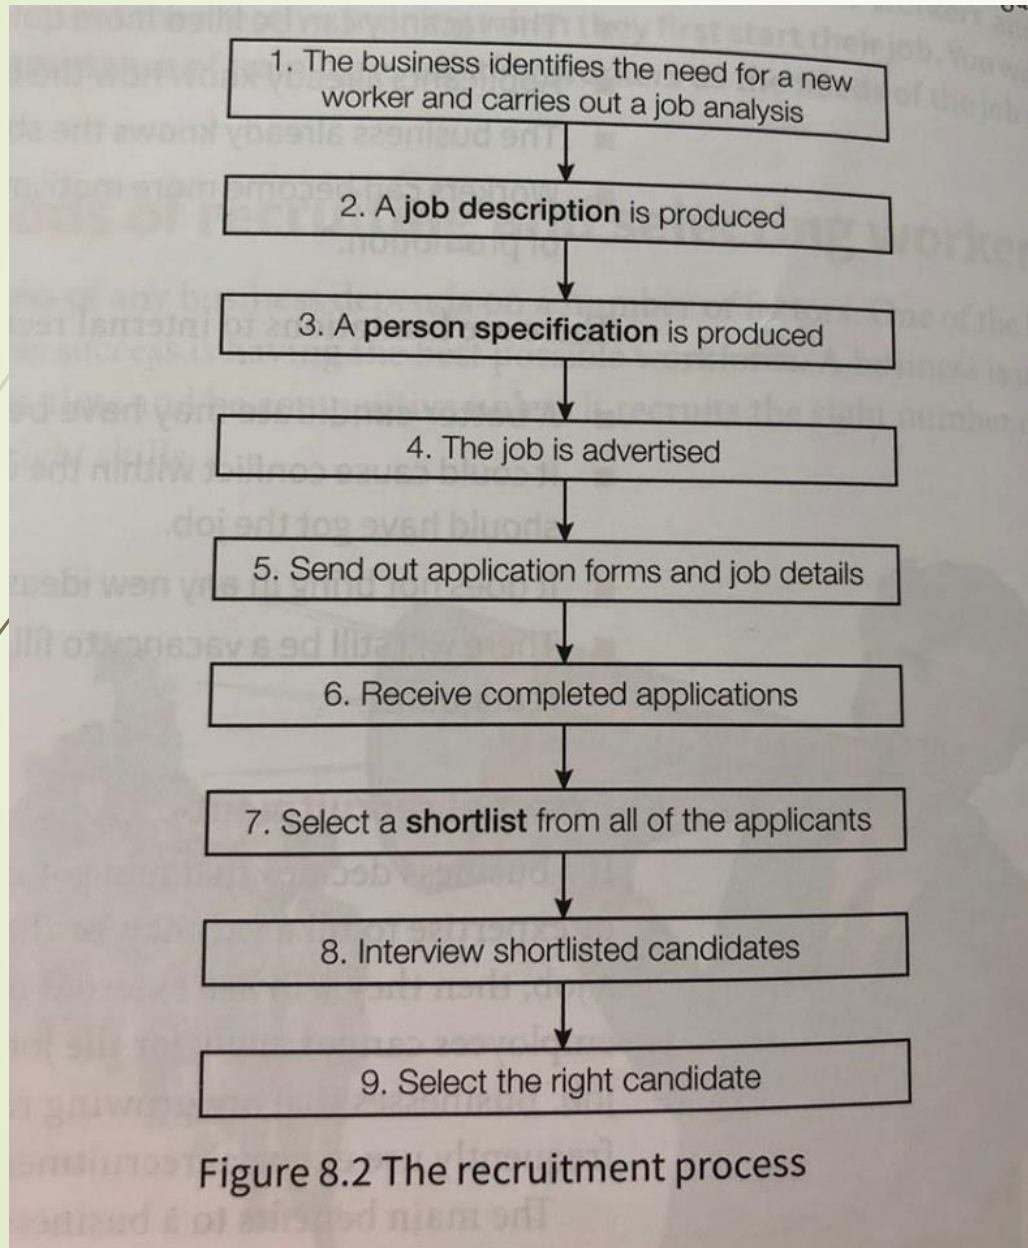 1. The business identifies the need for a new
worker and carries out a job analysis
2. A job description is produced
3. A person specification is produced
4. The job is advertised
5. Send out application forms and job details
6. Receive completed applications
7. Select a shortlist from all of the applicants
8. Interview shortlisted candidates
9. Select the right candidate
Figure 8.2 The recruitment process